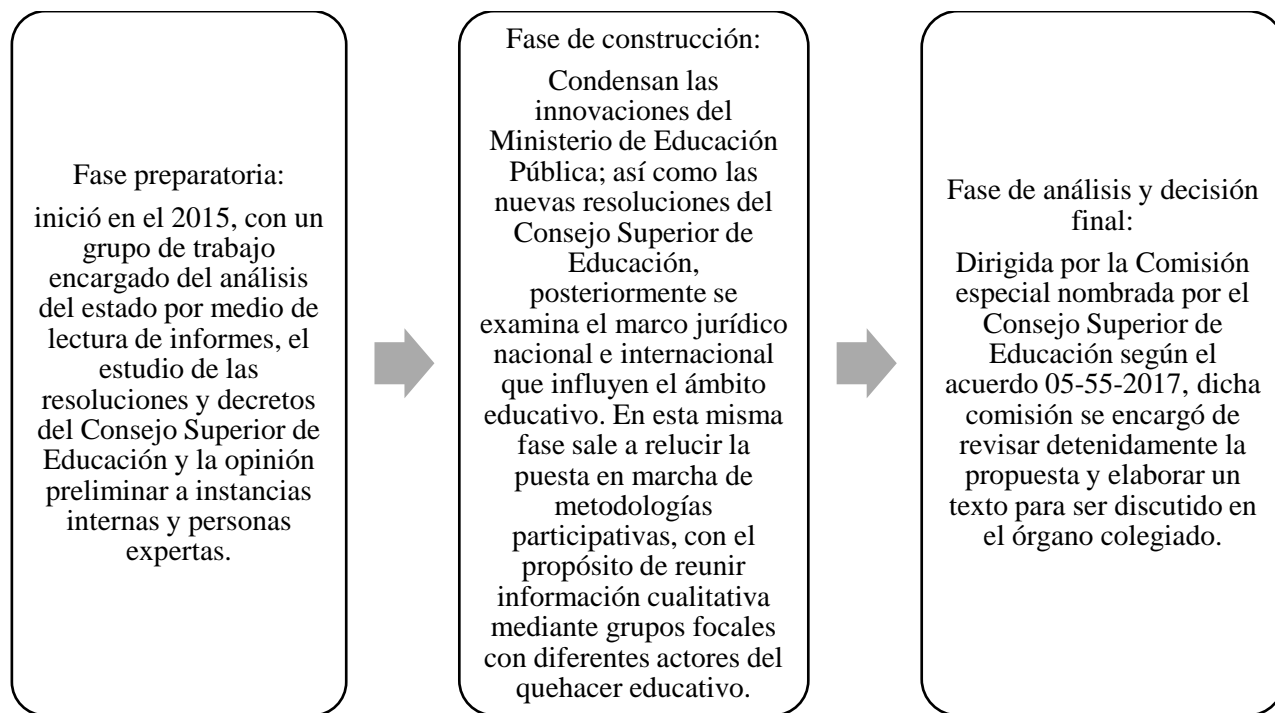 Fase preparatoria:
inició en el 2015, con un
grupo de trabajo
encargado del análisis
del estado por medio de
lectura de informes, el
estudio de las
resoluciones y decretos
del Consejo Superior de
Educación y la opinión
preliminar a instancias
internas y personas
expertas.
Fase de construcción:
Condensan las
innovaciones del
Ministerio de Educación
Pública; así como las
nuevas resoluciones del
Consejo Superior de
Educación,
posteriormente se
examina el marco jurídico
nacional e internacional
que influyen el ámbito
educativo. En esta misma
fase sale a relucir la
puesta en marcha de
metodologías
participativas, con el
propósito de reunir
información cualitativa
mediante grupos focales
con diferentes actores del
quehacer educativo.
Fase de análisis y decisión
final:
Dirigida por la Comisión
especial nombrada por el
Consejo Superior de
Educación según el
acuerdo 05-55-2017, dicha
comisión se encargó de
revisar detenidamente la
propuesta y elaborar un
texto para ser discutido en
el órgano colegiado.